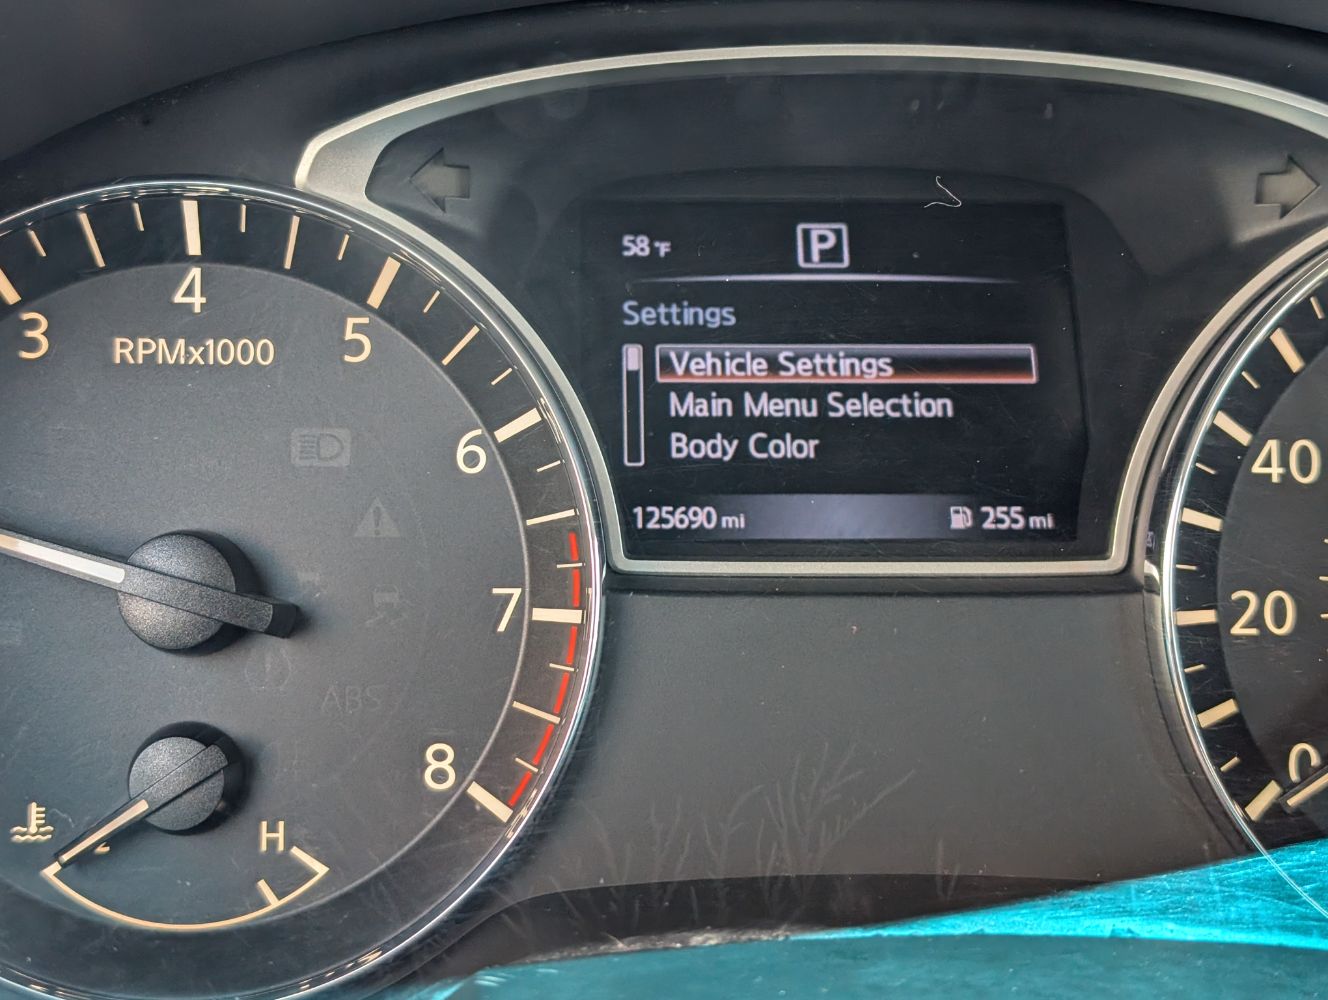 58 °F
P
Settings
Vehicle Settings
Main Menu Selection
Body Color
125690 mi
255 mi
3
4
5
6
7
8
RPMx1000
ABS
H
40
20
0